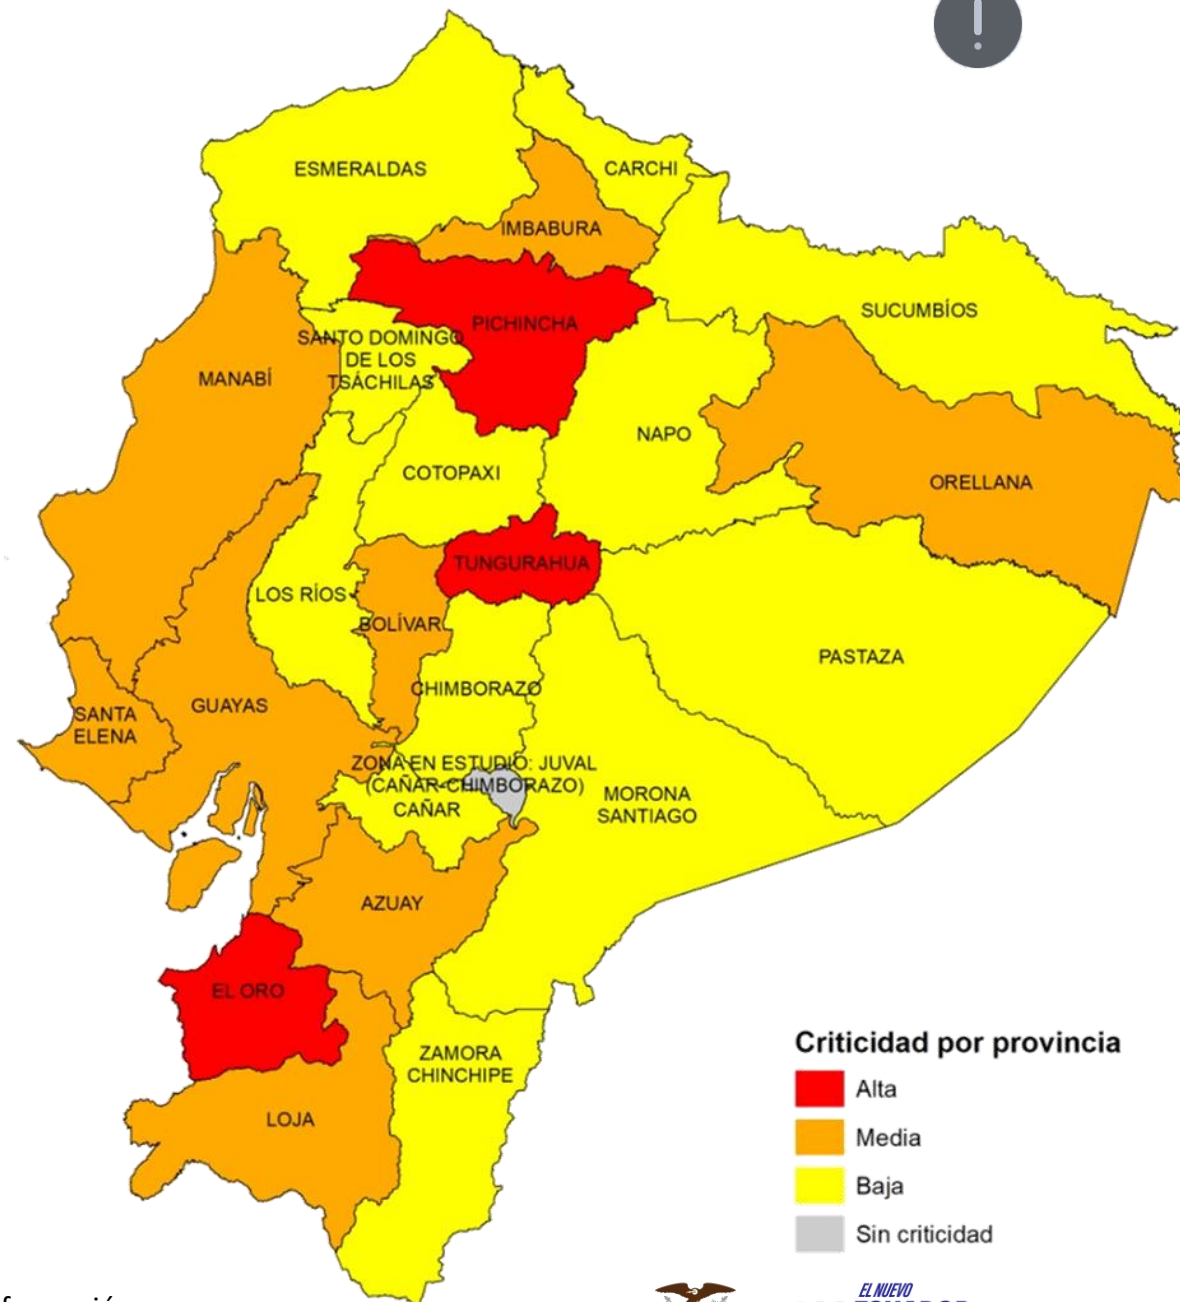 !
ESMERALDAS
CARCHI
IMBABURA
SUCUMBÍOS
PICHINCHA
SANTO DOMINGO
DE LOS
TSÁCHILAS
MANABÍ
NAPO
COTOPAXI
ORELLANA
TUNGURAHUA
LOS RÍOS
BOLÍVAR
PASTAZA
CHIMBORAZO
GUAYAS
SANTA
ELENA
ZONA EN ESTUDIO: JUVAL
(CAÑAR-CHIMBORAZO)
CAÑAR
MORONA
SANTIAGO
AZUAY
EL ORO
ZAMORA
CHINCHIPE
LOJA
Criticidad por provincia
Alta
Media
Baja
Sin criticidad
EL NUEVO